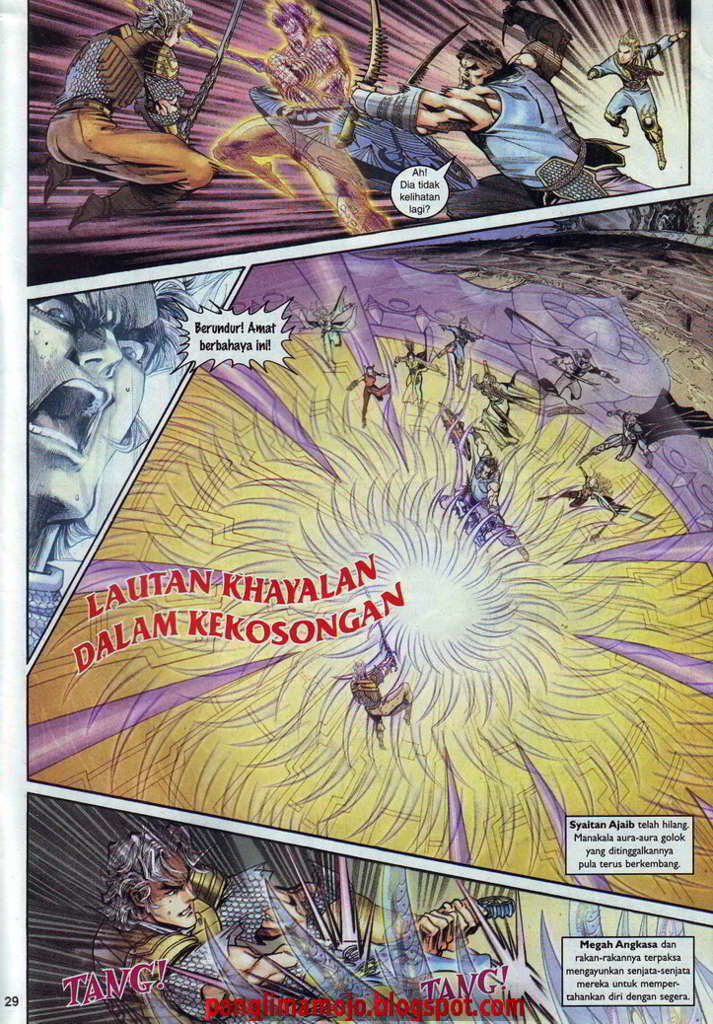 Ah!
Dia tidak
kelihatan
lagi?
Berundur! Amat
berbahaya ini!
LAUTAN KHAYALAN
DALAM KEKOSONGAN
Syaitan Ajaib telah hilang.
Manakala aura-aura golok
yang ditinggalkannya
pula terus berkembang.
Megah Angkasa dan
rakan-rakannya terpaksa
mengayunkan senjata-senjata
mereka untuk memper-
tahankan diri dengan segera.
TANG!
TANG!
29
panglimamojo.blogspot.com